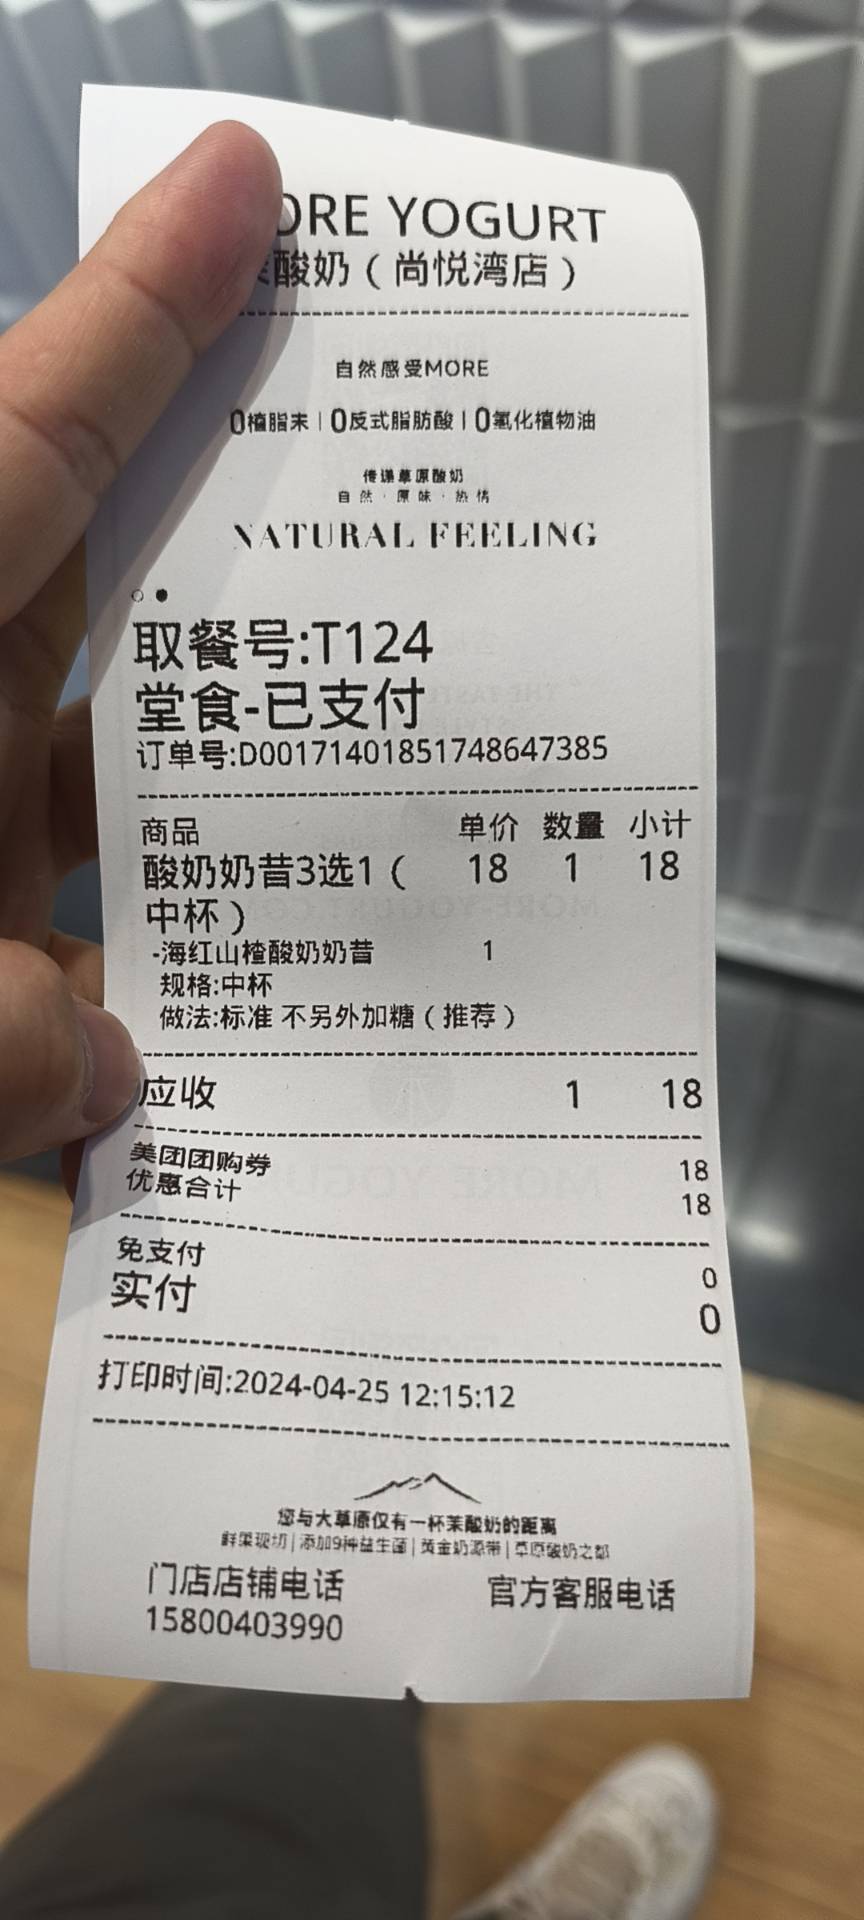 ORE YOGURT
酸奶（尚悦湾店）
自然感受MORE
0植脂末 | 0反式脂肪酸 | 0氢化植物油
传递草原酸奶
自然·原味·热情
NATURAL FEELING
取餐号:T124
堂食-已支付
订单号:D00171401851748647385
商品 单价 数量 小计
酸奶奶昔3选1（ 18 1 18
中杯）
-海红山楂酸奶奶昔 1
规格:中杯
做法:标准 不另外加糖（推荐）
应收 1 18
美团团购券 18
优惠合计 18
免支付 0
实付 0
打印时间:2024-04-25 12:15:12
您与大草原仅有一杯茉酸奶的距离
鲜果现切 | 添加9种益生菌 | 黄金奶源带 | 草原酸奶之都
门店店铺电话 官方客服电话
15800403990